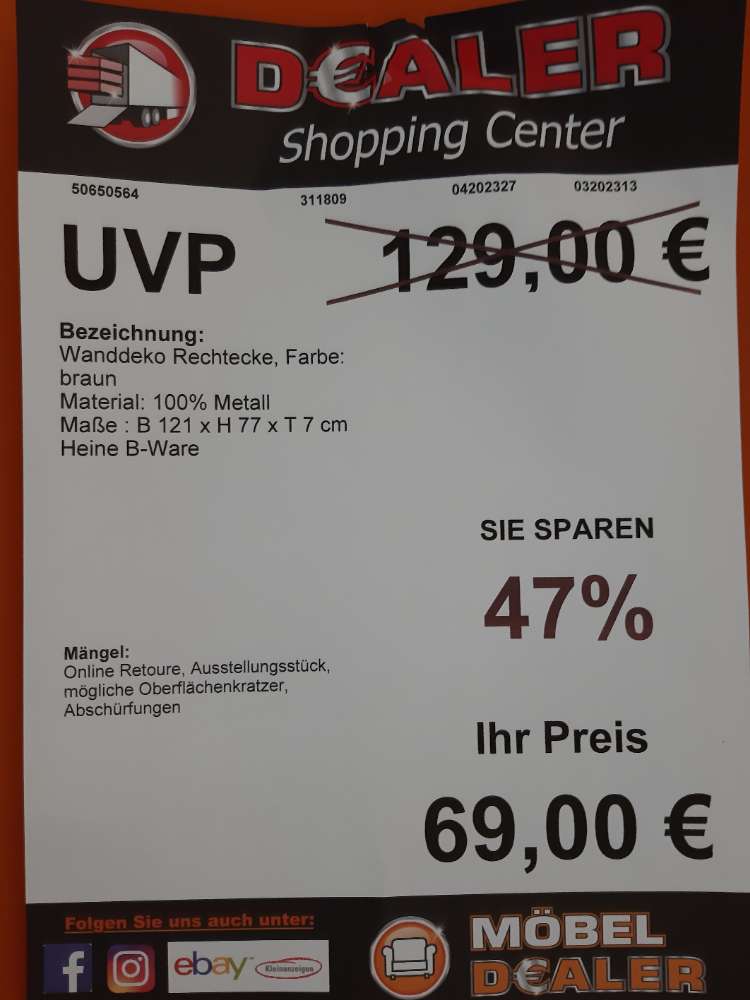 D€ALER
Shopping Center
50650564 311809 04202327 03202313
UVP 129,00 €
Bezeichnung:
Wanddeko Rechtecke, Farbe:
braun
Material: 100% Metall
Maße : B 121 x H 77 x T 7 cm
Heine B-Ware
SIE SPAREN
47%
Mängel:
Online Retoure, Ausstellungsstück,
mögliche Oberflächenkratzer,
Abschürfungen
Ihr Preis
69,00 €
Folgen Sie uns auch unter:
f ebay Kleinanzeigen
MÖBEL
D€ALER